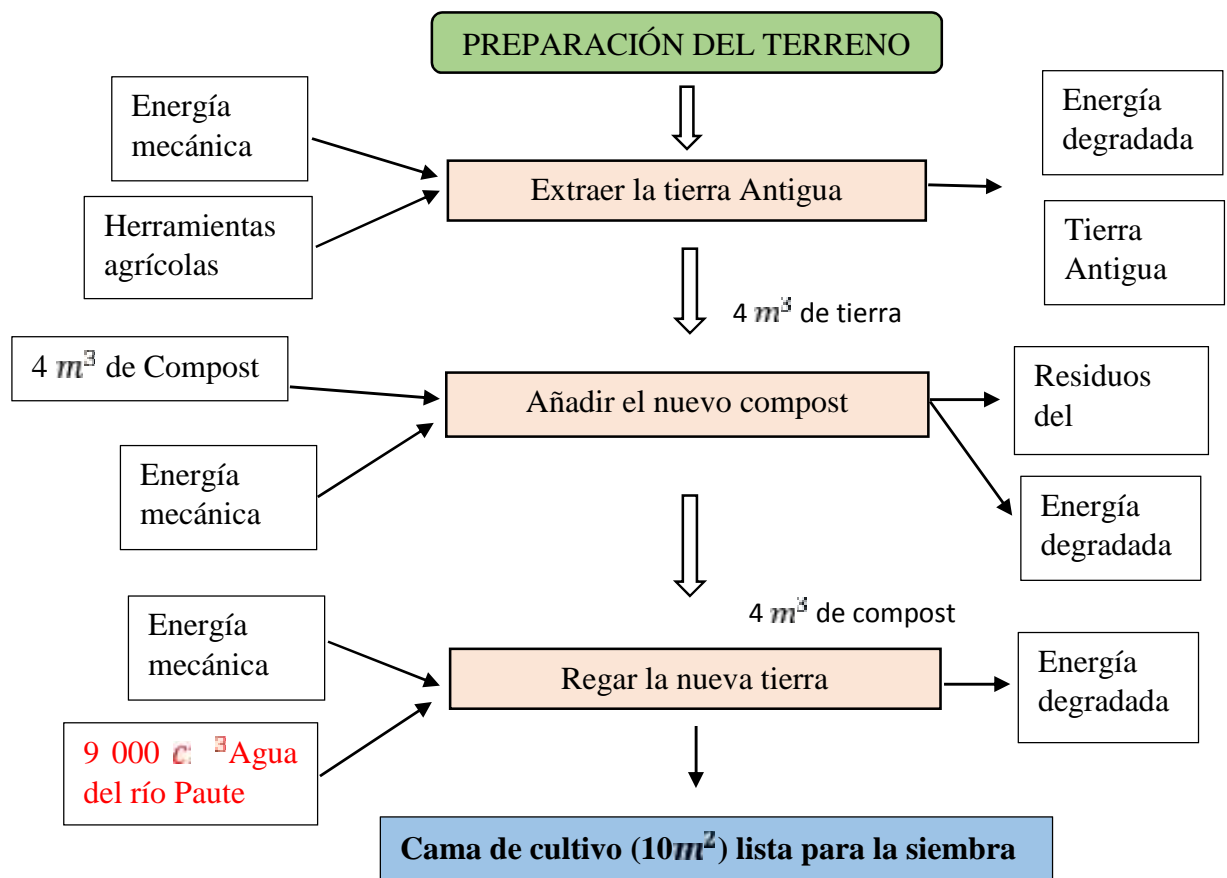 PREPARACIÓN DEL TERRENO
Energía
mecánica
Energía
degradada
Extraer la tierra Antigua
Herramientas
agrícolas
Tierra
Antigua
4 m³ de tierra
4 m³ de Compost
Añadir el nuevo compost
Residuos
del
Energía
mecánica
Energía
degradada
4 m³ de compost
Energía
mecánica
Regar la nueva tierra
Energía
degradada
9 000 c ³Agua
del río Paute
Cama de cultivo (10m²) lista para la siembra